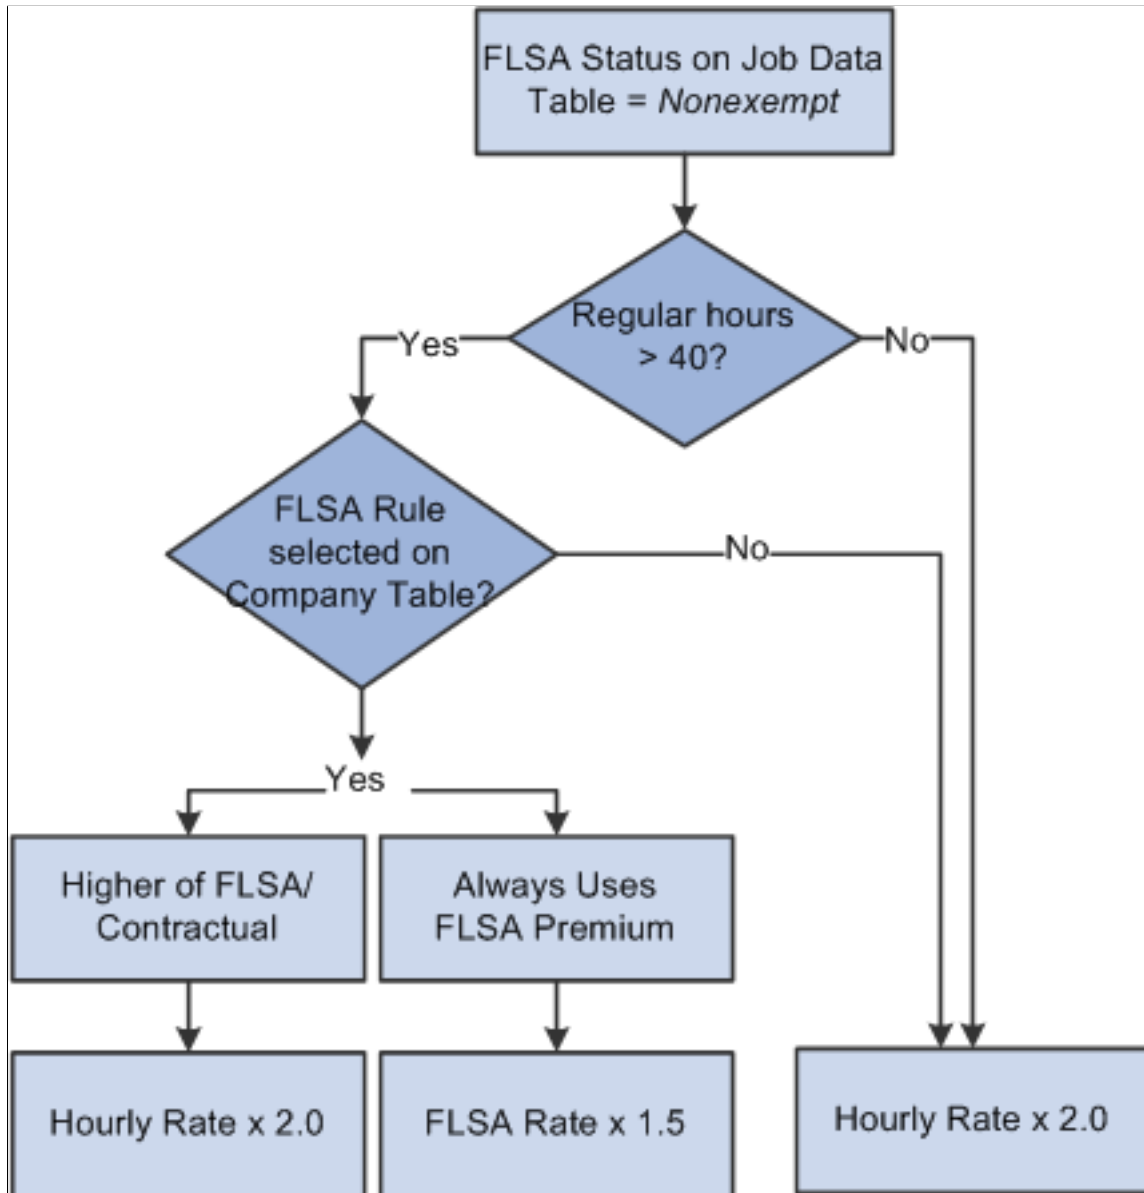 FLSA Status on Job Data
Table = Nonexempt
Regular hours
> 40?
Yes
No
FLSA Rule
selected on
Company Table?
No
Yes
Higher of FLSA/
Contractual
Always Uses
FLSA Premium
Hourly Rate x 2.0
FLSA Rate x 1.5
Hourly Rate x 2.0